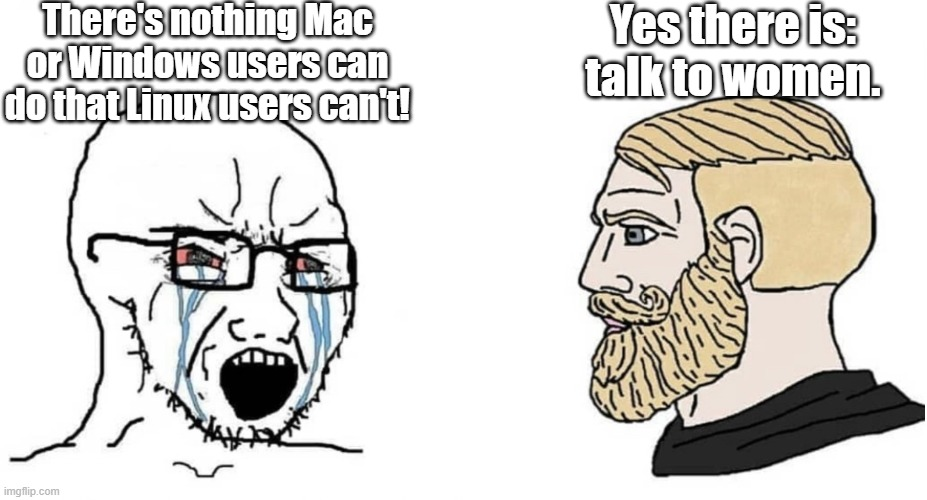 There's nothing Mac
or Windows users can
do that Linux users can't!
Yes there is:
talk to women.
imgflip.com